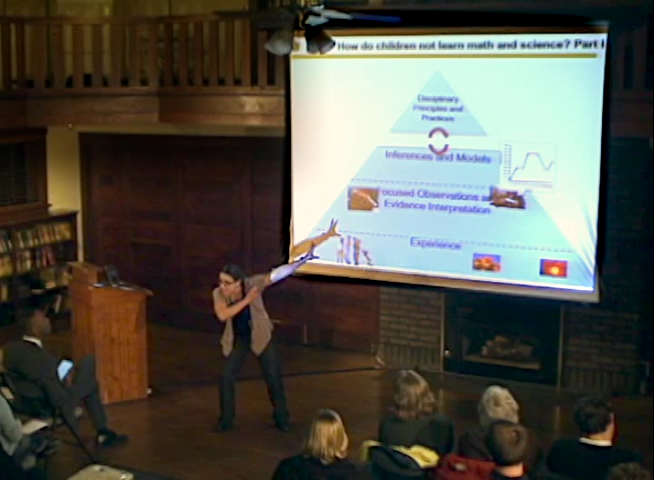 How do children not learn math and science? Part I
Disciplinary
Principles and
Practices
Inferences and Models
ocused Observations a
Evidence Interpretation
Experience